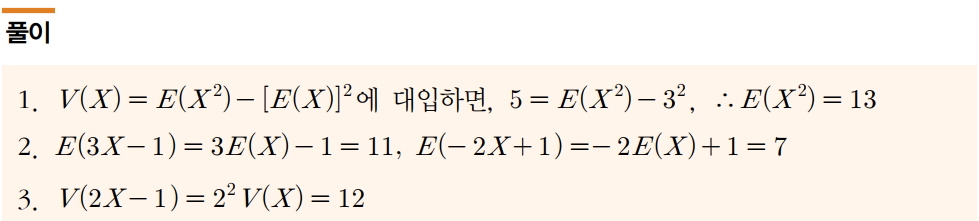 풀이
1. V(X) = E(X²) − [E(X)]²에 대입하면, 5 = E(X²) − 3², ∴ E(X²) = 13
2. E(3X − 1) = 3E(X) − 1 = 11, E(− 2X + 1) = − 2E(X) + 1 = 7
3. V(2X − 1) = 2² V(X) = 12